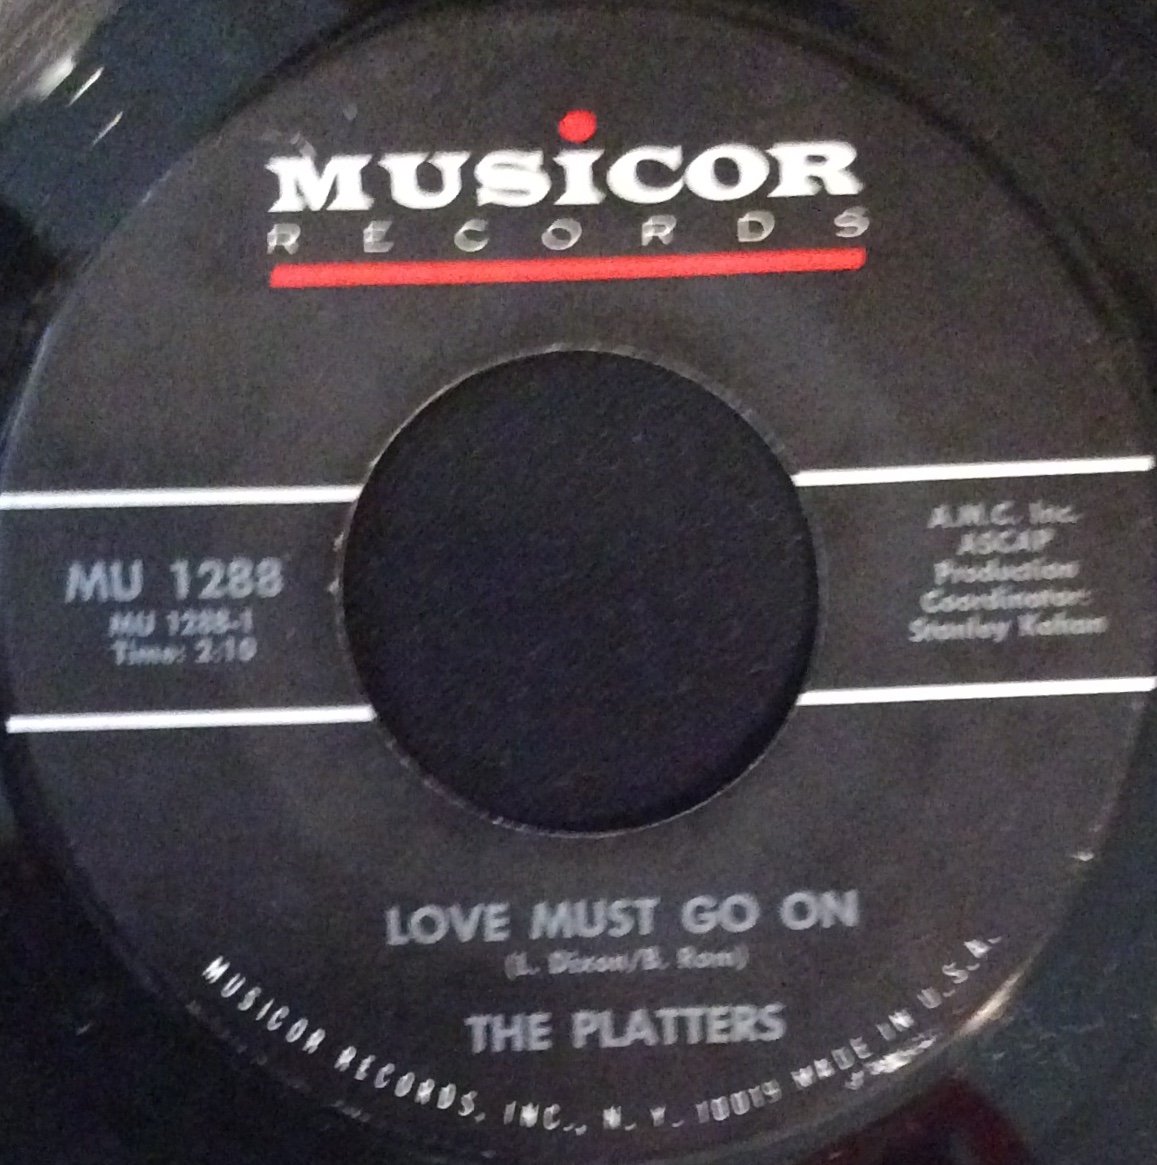 MUSiCOR
RECORDS
MU 1288
MU 1288-1
Time: 2:10
A.M.C. Inc.
ASCAP
Production
Coordinator:
Stanley Kahan
LOVE MUST GO ON
(L. Dixon/B. Ram)
THE PLATTERS
MUSICOR RECORDS, INC., N. Y. 10019 MADE IN U.S.A.